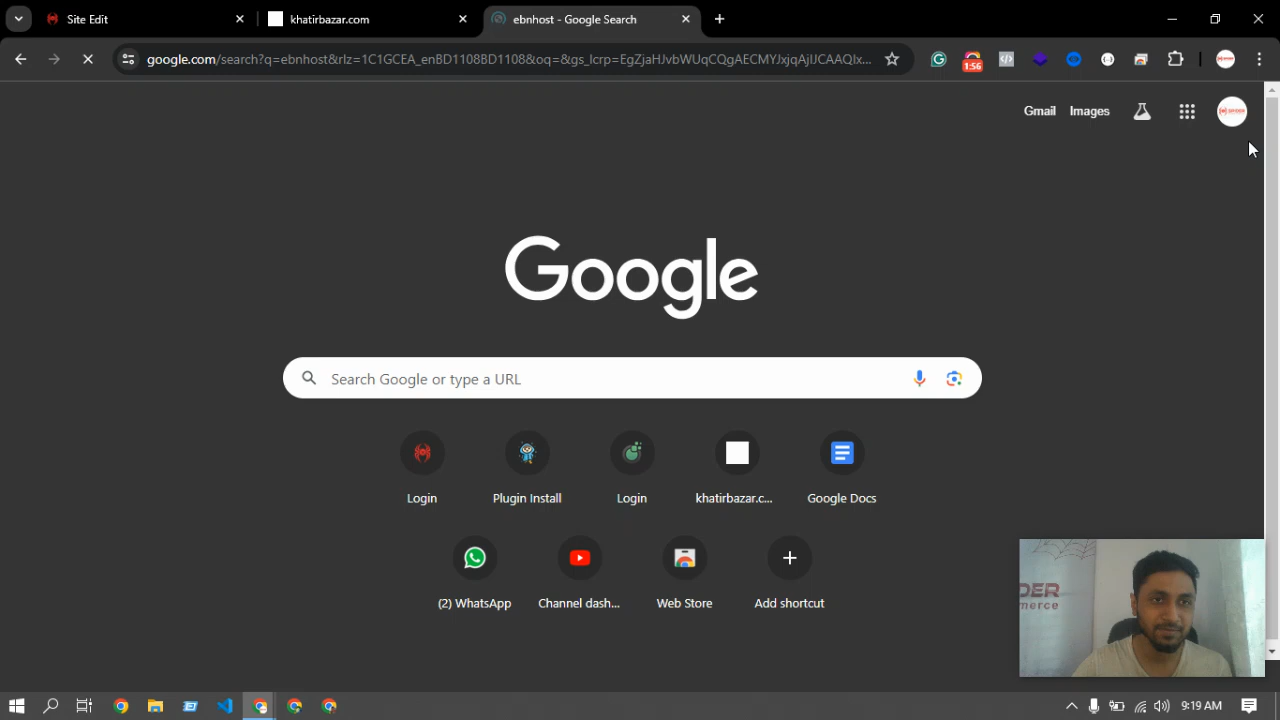 Site Edit
khatirbazar.com
ebnhost - Google Search
google.com/search?q=ebnhost&rlz=1C1GCEA_enBD1108BD1108&oq=&gs_lcrp=EgZjaHJvbWUqCQgAECMYJxjqAjIJCAAQIx...
1:56
Gmail
Images
Google
Search Google or type a URL
Login
Plugin Install
Login
khatirbazar.c...
Google Docs
(2) WhatsApp
Channel dash...
Web Store
Add shortcut
DER
merce
9:19 AM